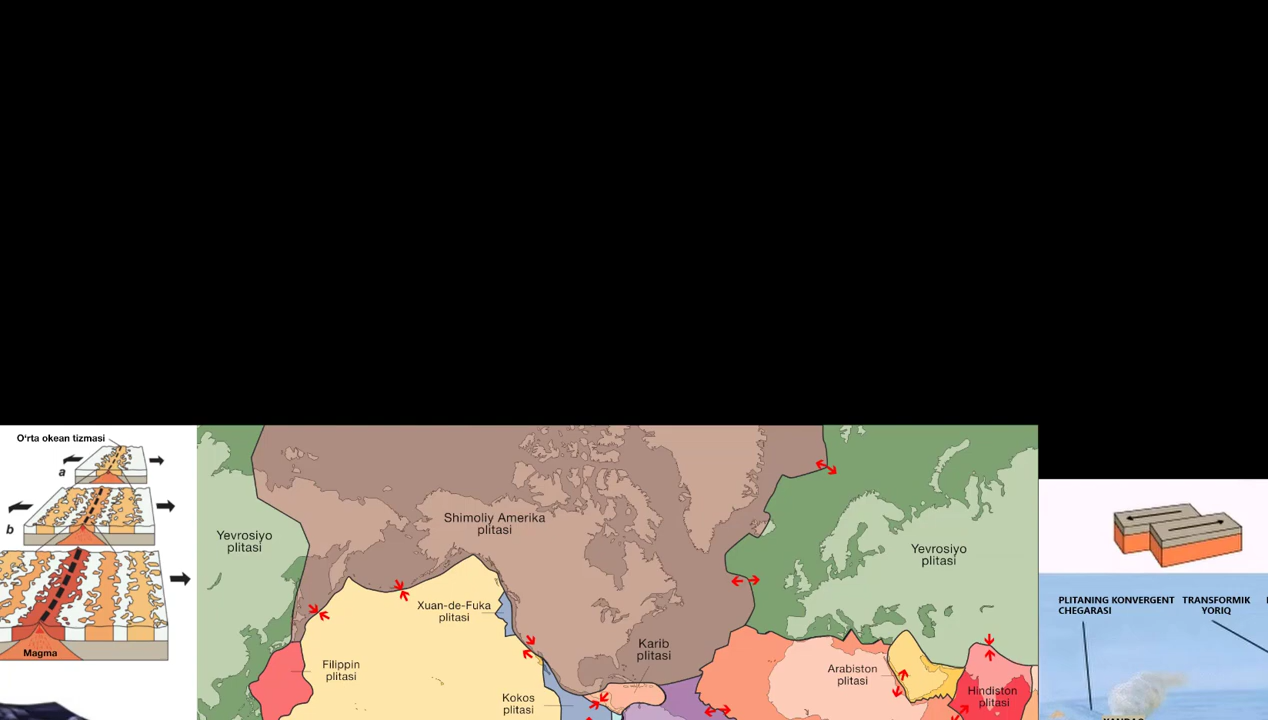 O‘rta okean tizmasi
a
b
Magma
Yevrosiyo
plitasi
Shimoliy Amerika
plitasi
Xuan-de-Fuka
plitasi
Filippin
plitasi
Kokos
plitasi
Karib
plitasi
Yevrosiyo
plitasi
Arabiston
plitasi
Hindiston
plitasi
PLITANING KONVERGENT
CHEGARASI
TRANSFORMIK
YORIQ